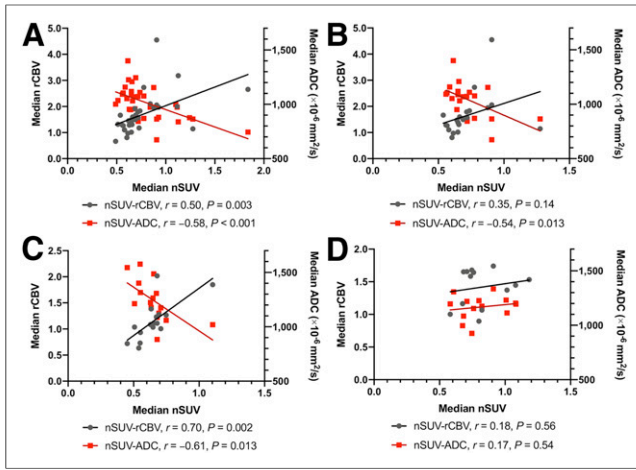 A
B
Median rCBV
5.0
4.0
3.0
2.0
1.0
0.0
0.0
0.5
1.0
1.5
2.0
Median nSUV
1,500
1,000
500
Median ADC (×10⁻⁶ mm²/s)
nSUV-rCBV, r = 0.50, P = 0.003
nSUV-ADC, r = −0.58, P < 0.001
Median rCBV
5.0
4.0
3.0
2.0
1.0
0.0
0.0
0.5
1.0
1.5
Median nSUV
1,500
1,000
500
Median ADC (×10⁻⁶ mm²/s)
nSUV-rCBV, r = 0.35, P = 0.14
nSUV-ADC, r = −0.54, P = 0.013
C
D
Median rCBV
2.5
2.0
1.5
1.0
0.5
0.0
0.0
0.5
1.0
1.5
Median nSUV
1,500
1,000
500
Median ADC (×10⁻⁶ mm²/s)
nSUV-rCBV, r = 0.70, P = 0.002
nSUV-ADC, r = −0.61, P = 0.013
Median rCBV
2.0
1.5
1.0
0.5
0.0
0.0
0.5
1.0
1.5
Median nSUV
1,500
1,000
500
Median ADC (×10⁻⁶ mm²/s)
nSUV-rCBV, r = 0.18, P = 0.56
nSUV-ADC, r = 0.17, P = 0.54